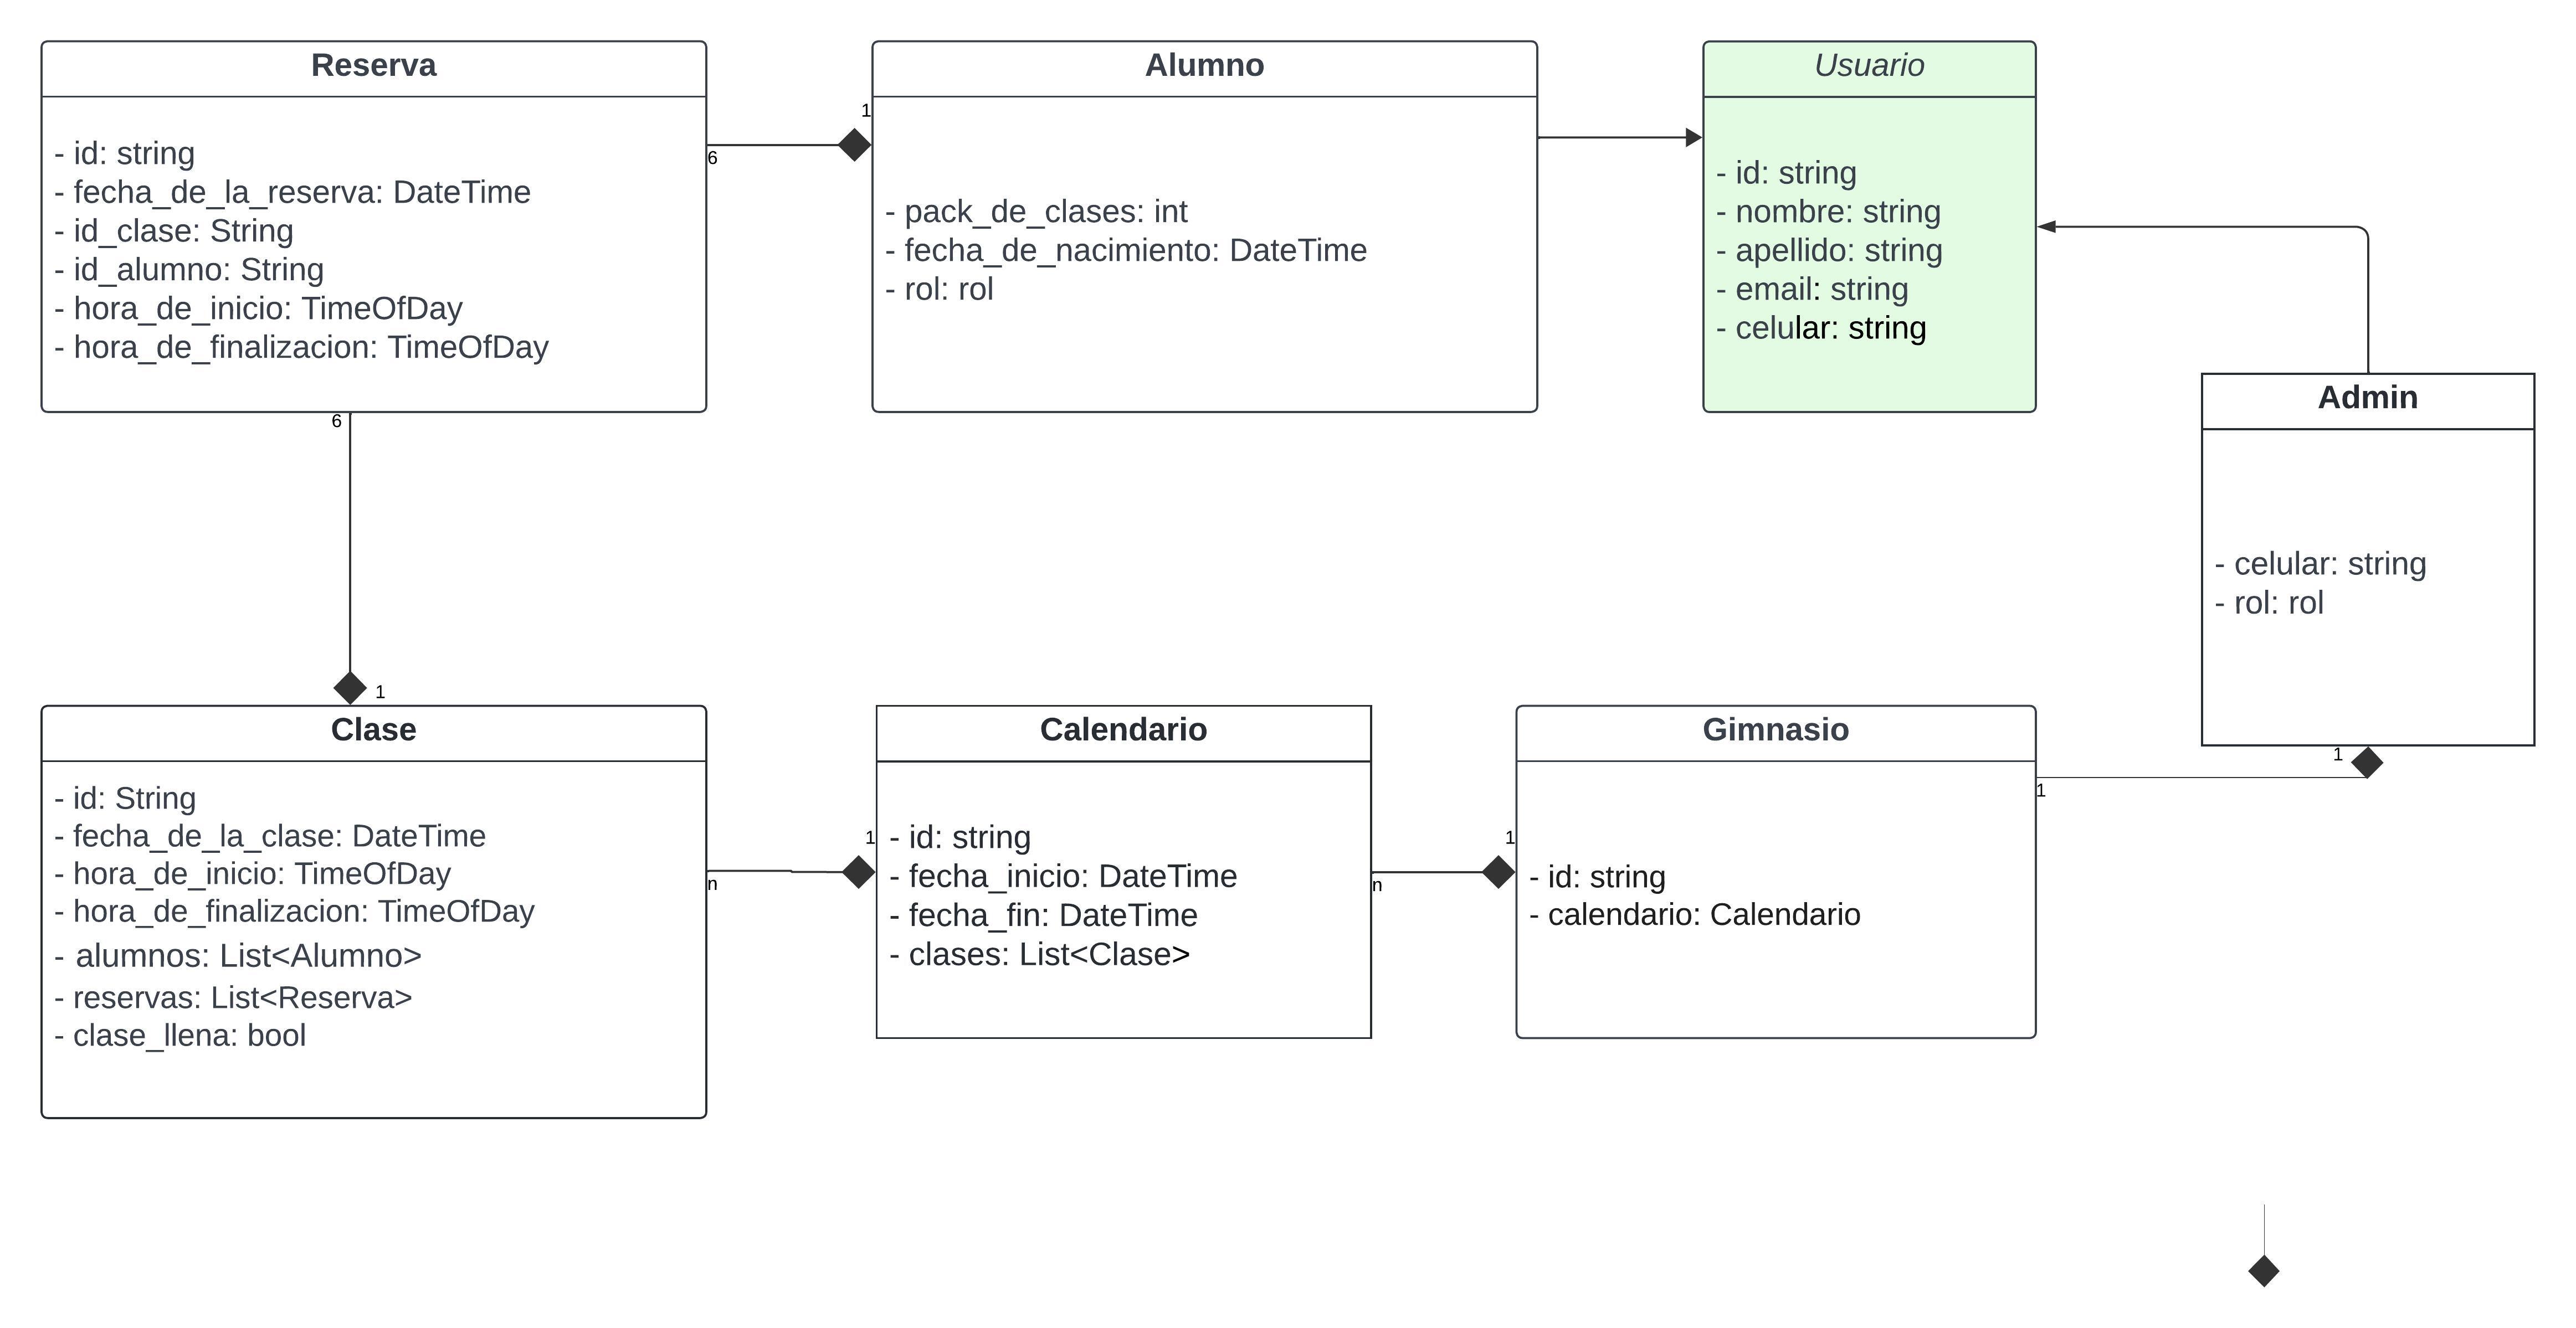 Reserva
- id: string
- fecha_de_la_reserva: DateTime
- id_clase: String
- id_alumno: String
- hora_de_inicio: TimeOfDay
- hora_de_finalizacion: TimeOfDay
6
1
Alumno
- pack_de_clases: int
- fecha_de_nacimiento: DateTime
- rol: rol
Usuario
- id: string
- nombre: string
- apellido: string
- email: string
- celular: string
Admin
- celular: string
- rol: rol
6
1
Clase
- id: String
- fecha_de_la_clase: DateTime
- hora_de_inicio: TimeOfDay
- hora_de_finalizacion: TimeOfDay
- alumnos: List<Alumno>
- reservas: List<Reserva>
- clase_llena: bool
n
1
Calendario
- id: string
- fecha_inicio: DateTime
- fecha_fin: DateTime
- clases: List<Clase>
n
1
Gimnasio
- id: string
- calendario: Calendario
1
1